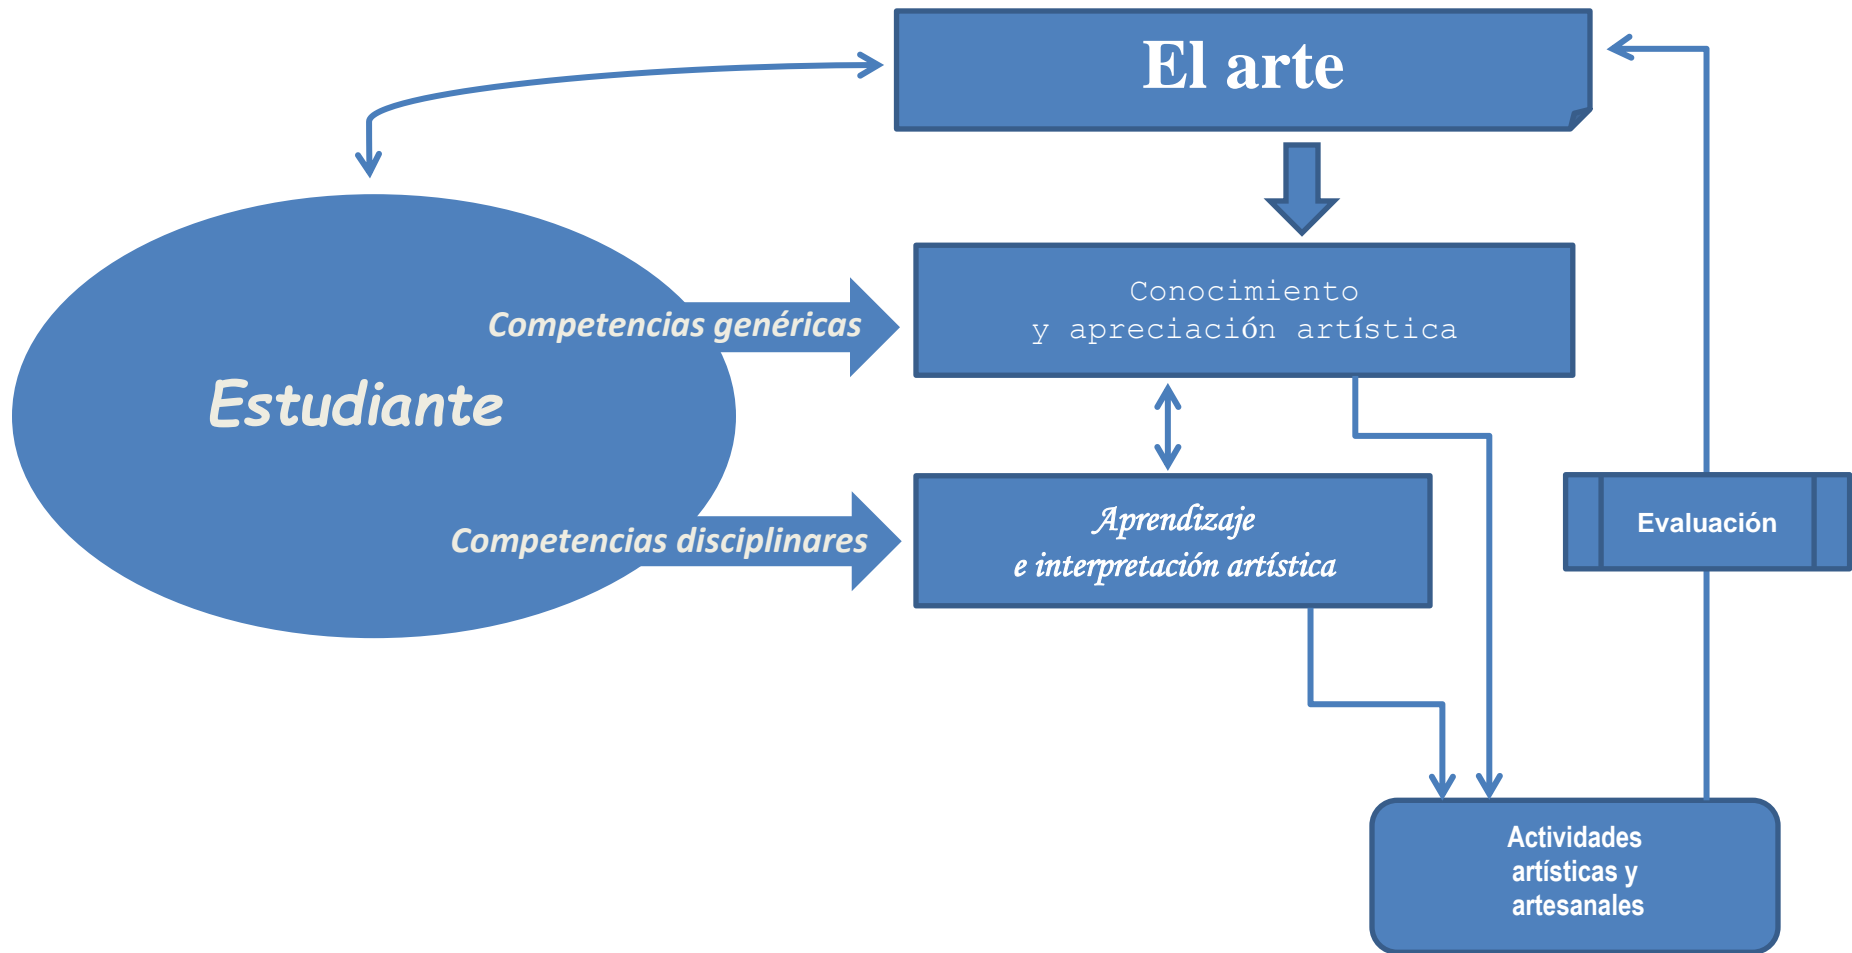 El arte
Conocimiento
y apreciación artística
Competencias genéricas
Estudiante
Competencias disciplinares
Aprendizaje
e interpretación artística
Evaluación
Actividades
artísticas y
artesanales